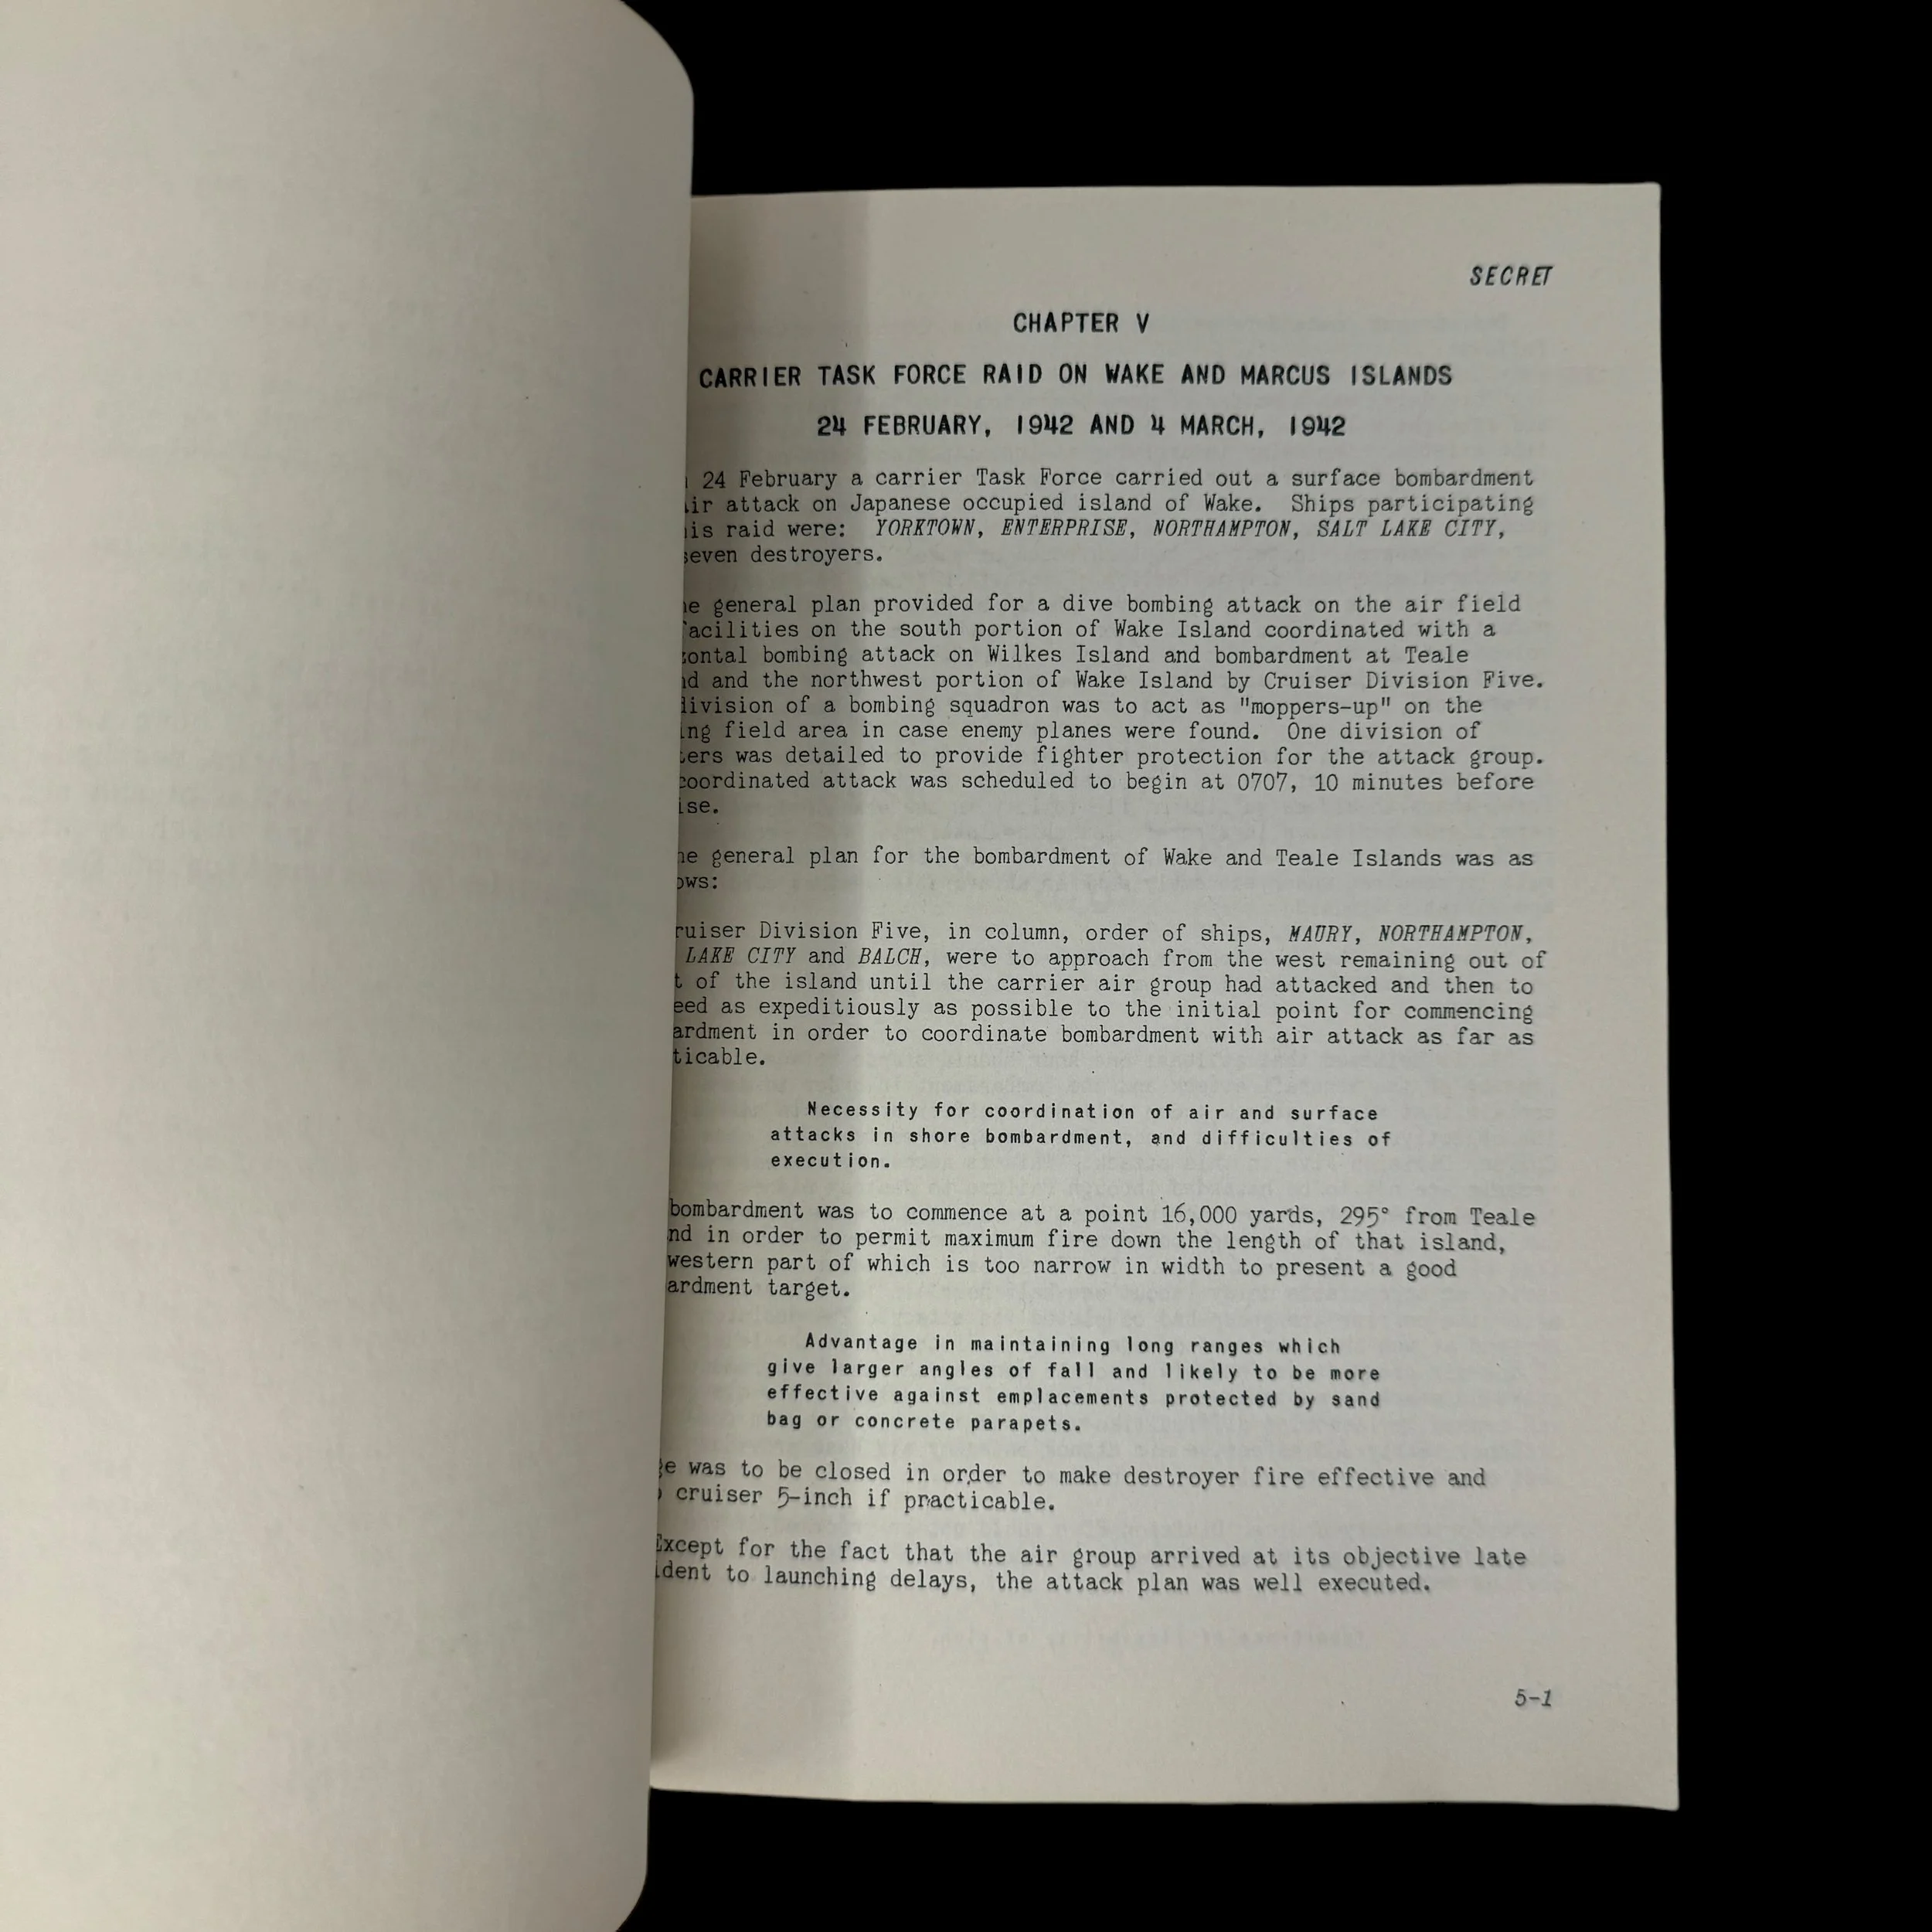 SECRET
CHAPTER V
CARRIER TASK FORCE RAID ON WAKE AND MARCUS ISLANDS
24 FEBRUARY, 1942 AND 4 MARCH, 1942
24 February a carrier Task Force carried out a surface bombardment
ir attack on Japanese occupied island of Wake. Ships participating
is raid were: YORKTOWN, ENTERPRISE, NORTHAMPTON, SALT LAKE CITY,
seven destroyers.
e general plan provided for a dive bombing attack on the air field
acilities on the south portion of Wake Island coordinated with a
ontal bombing attack on Wilkes Island and bombardment at Teale
d and the northwest portion of Wake Island by Cruiser Division Five.
division of a bombing squadron was to act as "moppers-up" on the
ing field area in case enemy planes were found. One division of
ers was detailed to provide fighter protection for the attack group.
coordinated attack was scheduled to begin at 0707, 10 minutes before
ise.
e general plan for the bombardment of Wake and Teale Islands was as
ows:
ruiser Division Five, in column, order of ships, MAURY, NORTHAMPTON,
LAKE CITY and BALCH, were to approach from the west remaining out of
t of the island until the carrier air group had attacked and then to
eed as expeditiously as possible to the initial point for commencing
ardment in order to coordinate bombardment with air attack as far as
ticable.
Necessity for coordination of air and surface
attacks in shore bombardment, and difficulties of
execution.
bombardment was to commence at a point 16,000 yards, 295° from Teale
nd in order to permit maximum fire down the length of that island,
western part of which is too narrow in width to present a good
ardment target.
Advantage in maintaining long ranges which
give larger angles of fall and likely to be more
effective against emplacements protected by sand
bag or concrete parapets.
e was to be closed in order to make destroyer fire effective and
cruiser 5-inch if practicable.
Except for the fact that the air group arrived at its objective late
ident to launching delays, the attack plan was well executed.
5-1